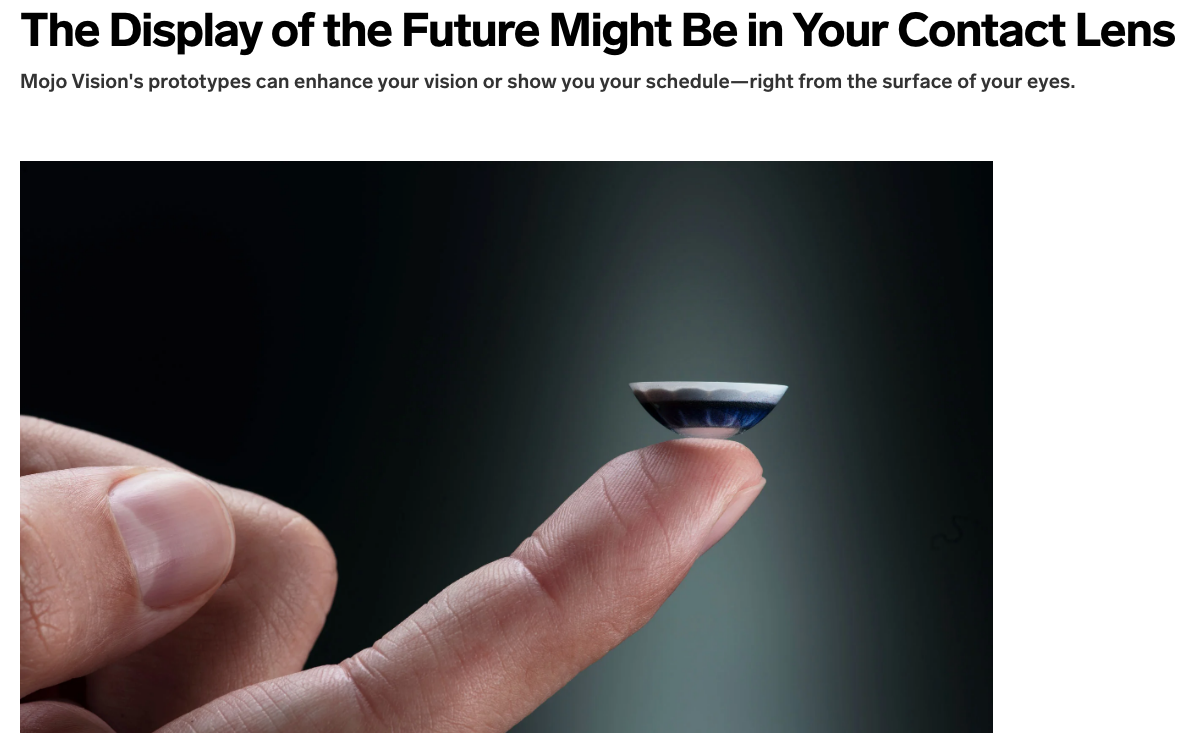 The Display of the Future Might Be in Your Contact Lens
Mojo Vision's prototypes can enhance your vision or show you your schedule—right from the surface of your eyes.